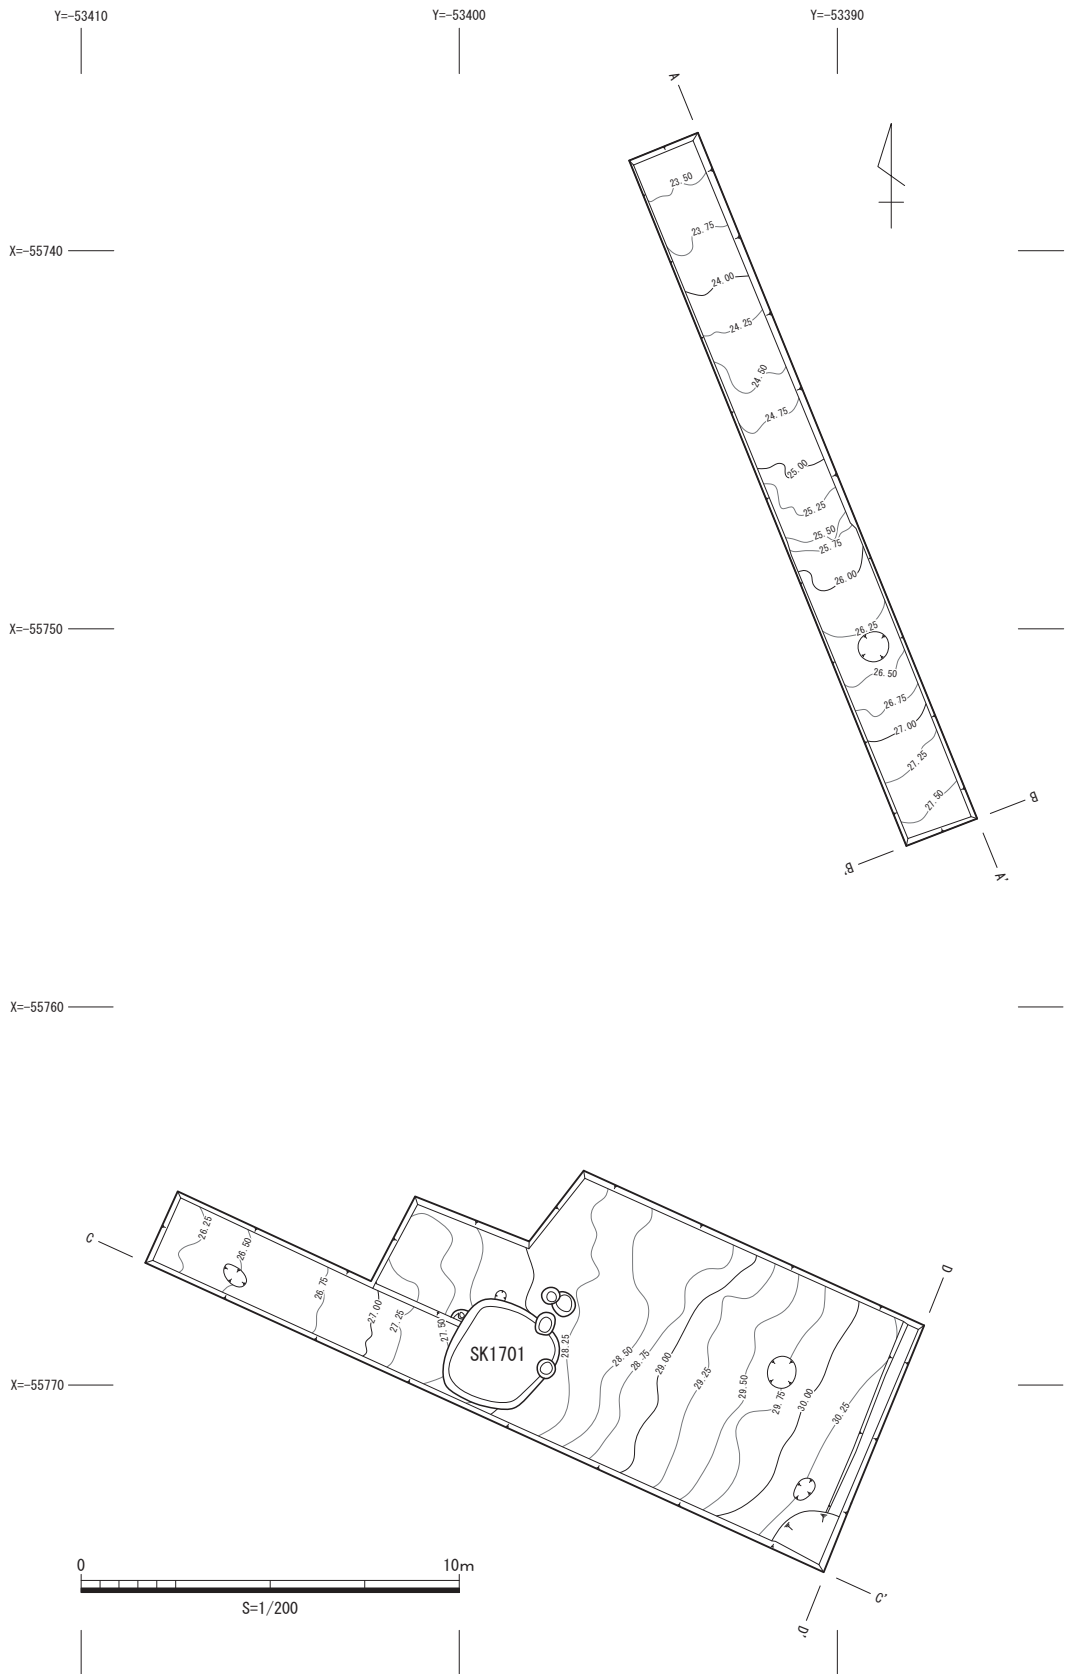 Y=-53410
Y=-53400
Y=-53390
A
23.50
23.75
X=-55740
24.00
24.25
24.50
24.75
25.00
25.25
25.50
25.75
26.00
X=-55750
26.25
26.50
26.75
27.00
27.25
27.50
B
B'
A'
X=-55760
C
26.25
26.50
26.75
27.00
27.25
27.50
SK1701
28.25
28.50
28.75
29.00
29.25
29.50
29.75
30.00
30.25
D
X=-55770
0
10m
S=1/200
C'
D'